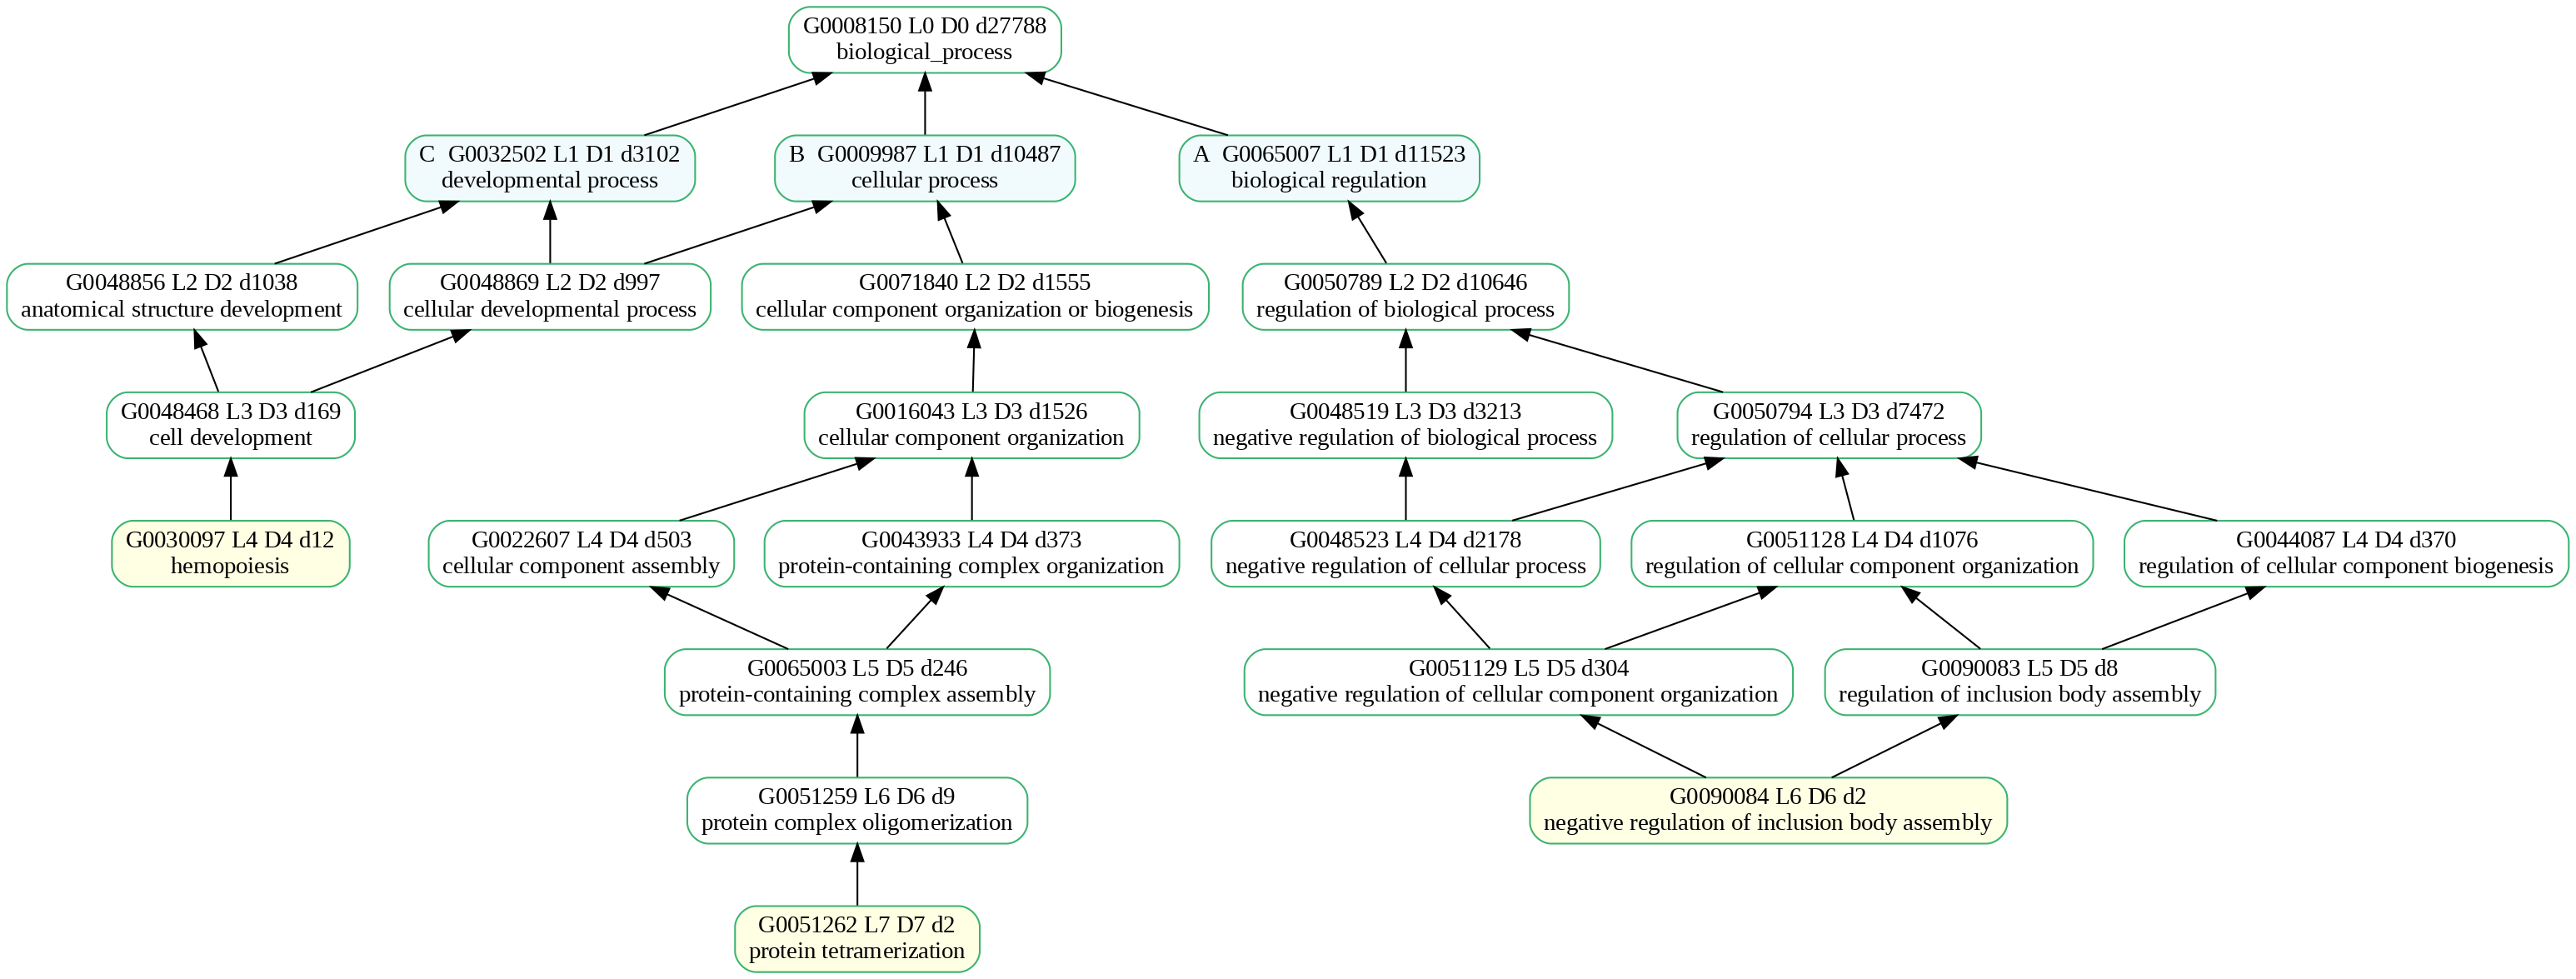 G0008150 L0 D0 d27788
biological_process
C  G0032502 L1 D1 d3102
developmental process
B  G0009987 L1 D1 d10487
cellular process
A  G0065007 L1 D1 d11523
biological regulation
G0048856 L2 D2 d1038
anatomical structure development
G0048869 L2 D2 d997
cellular developmental process
G0071840 L2 D2 d1555
cellular component organization or biogenesis
G0050789 L2 D2 d10646
regulation of biological process
G0048468 L3 D3 d169
cell development
G0016043 L3 D3 d1526
cellular component organization
G0048519 L3 D3 d3213
negative regulation of biological process
G0050794 L3 D3 d7472
regulation of cellular process
G0030097 L4 D4 d12
hemopoiesis
G0022607 L4 D4 d503
cellular component assembly
G0043933 L4 D4 d373
protein-containing complex organization
G0048523 L4 D4 d2178
negative regulation of cellular process
G0051128 L4 D4 d1076
regulation of cellular component organization
G0044087 L4 D4 d370
regulation of cellular component biogenesis
G0065003 L5 D5 d246
protein-containing complex assembly
G0051129 L5 D5 d304
negative regulation of cellular component organization
G0090083 L5 D5 d8
regulation of inclusion body assembly
G0051259 L6 D6 d9
protein complex oligomerization
G0090084 L6 D6 d2
negative regulation of inclusion body assembly
G0051262 L7 D7 d2
protein tetramerization